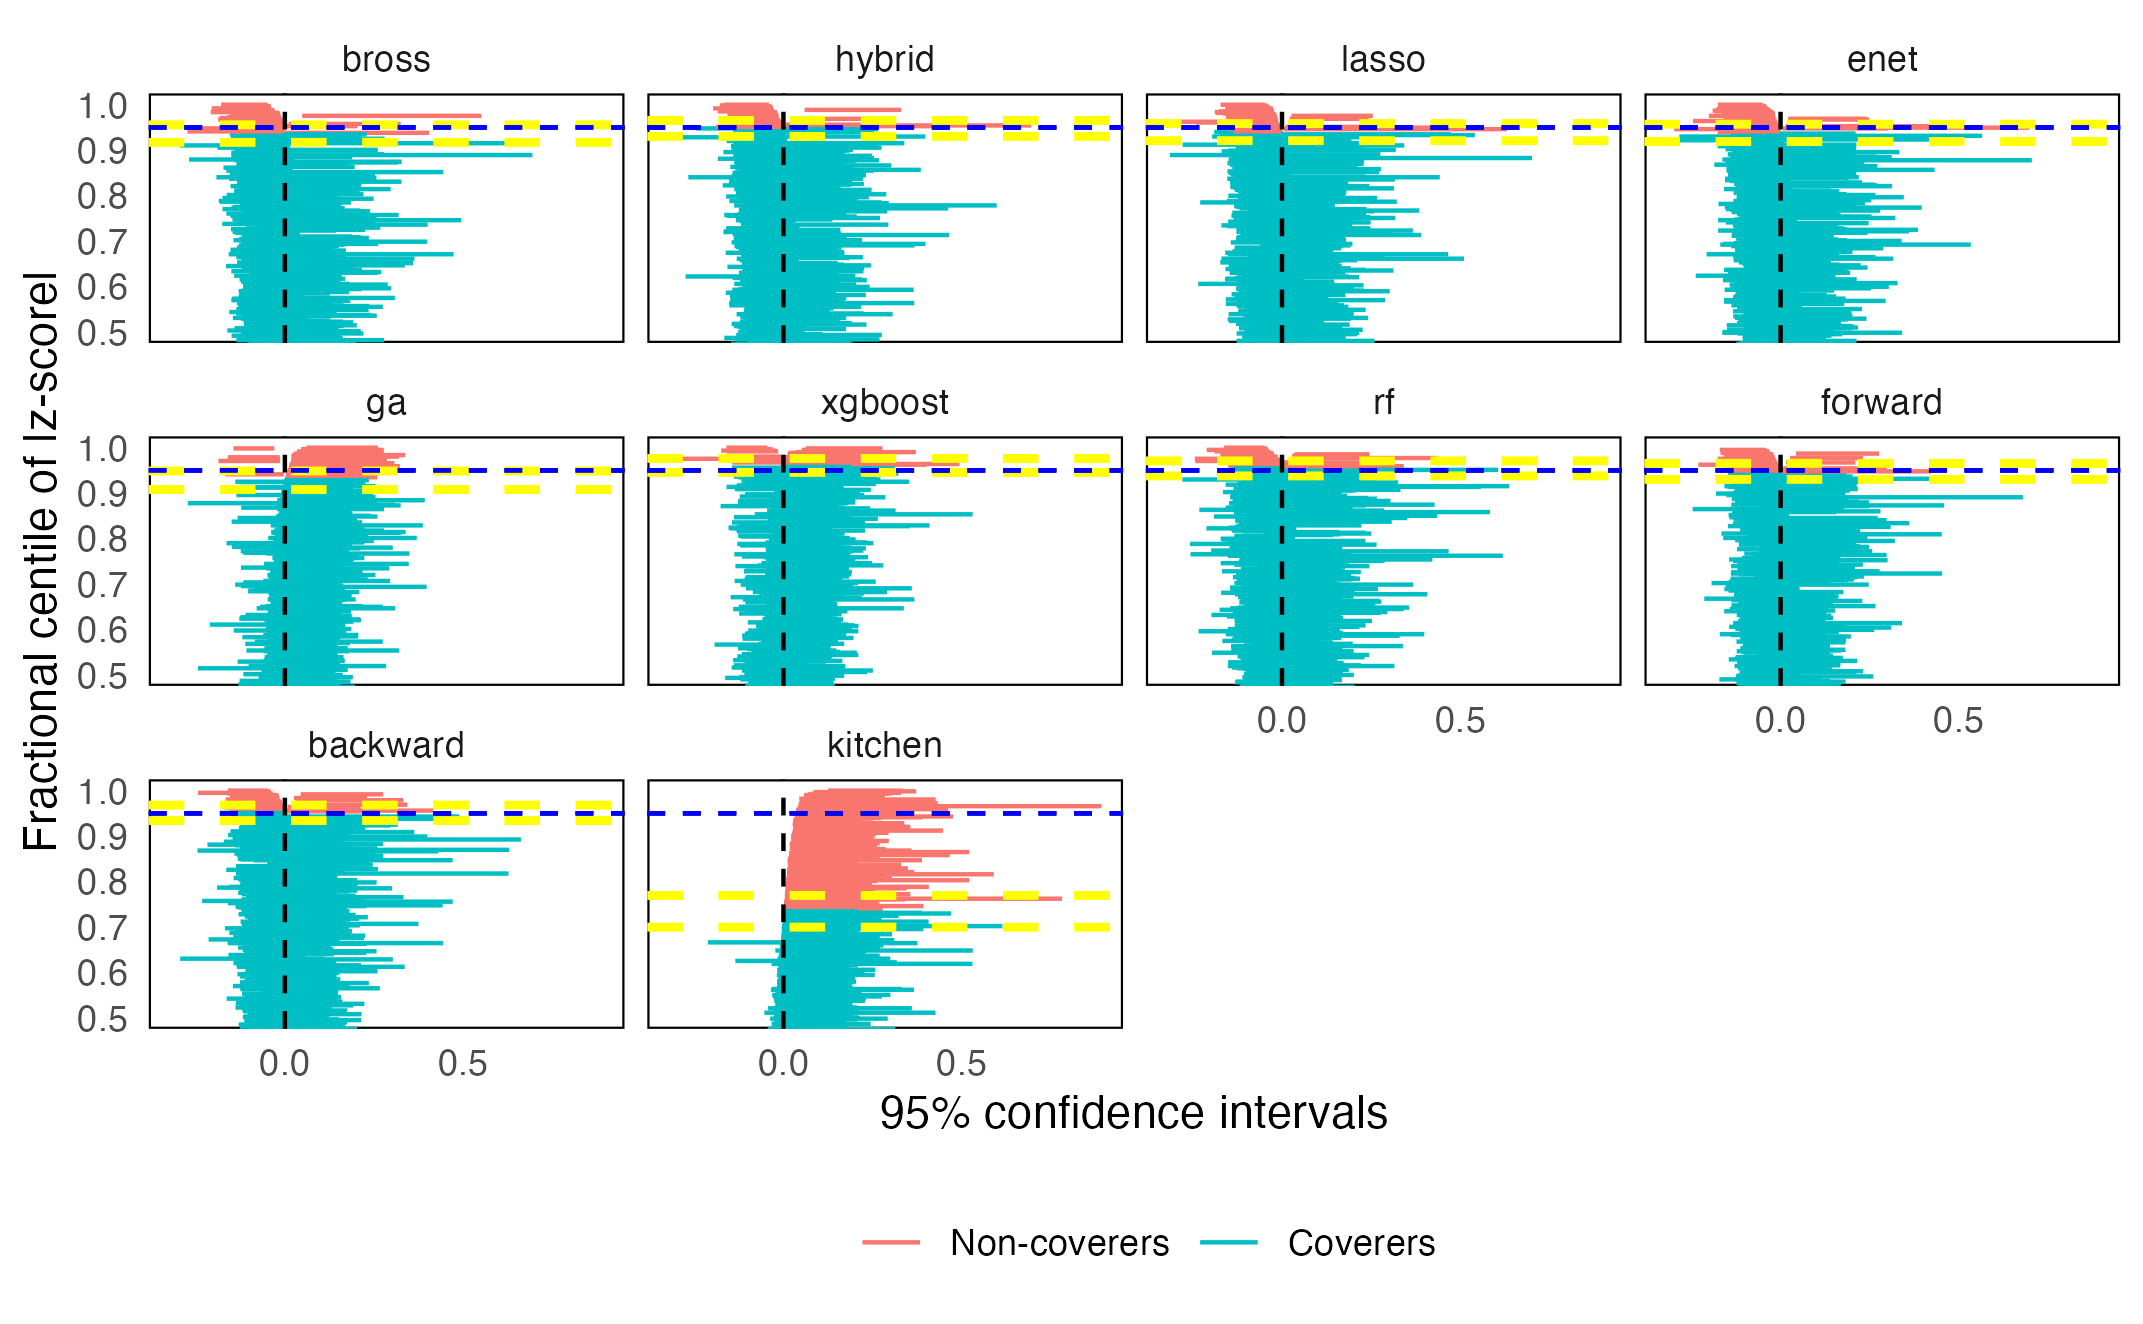 bross hybrid lasso enet
1.0
0.9
0.8
0.7
0.6
0.5
ga xgboost rf forward
1.0
0.9
0.8
0.7
0.6
0.5
0.0 0.5 0.0 0.5
backward kitchen
1.0
0.9
0.8
0.7
0.6
0.5
0.0 0.5 0.0 0.5
Fractional centile of |z-score|
95% confidence intervals
Non-coverers Coverers